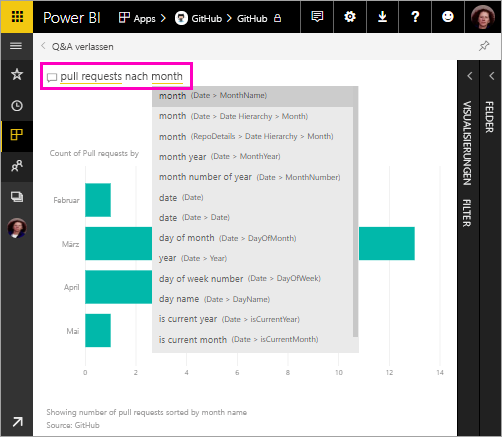 Power BI Apps > GitHub > GitHub
Q&A verlassen
pull requests nach month
month (Date > MonthName)
month (Date > Date Hierarchy > Month)
month (RepoDetails > Date Hierarchy > Month)
month year (Date > MonthYear)
month number of year (Date > MonthNumber)
date (Date)
date (Date > Date)
day of month (Date > DayOfMonth)
year (Date > Year)
day of week number (Date > DayOfWeek)
day name (Date > DayName)
is current year (Date > isCurrentYear)
is current month (Date > isCurrentMonth)
Count of Pull requests by
Februar
März
April
Mai
0 2 4 6 8 10 12 14
Showing number of pull requests sorted by month name
Source: GitHub
VISUALISIERUNGEN
FILTER
FELDER